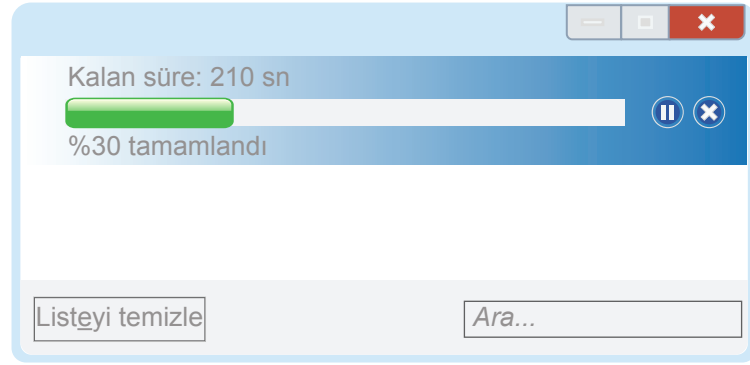 Kalan süre: 210 sn
%30 tamamlandı
Listeyi temizle
Ara...